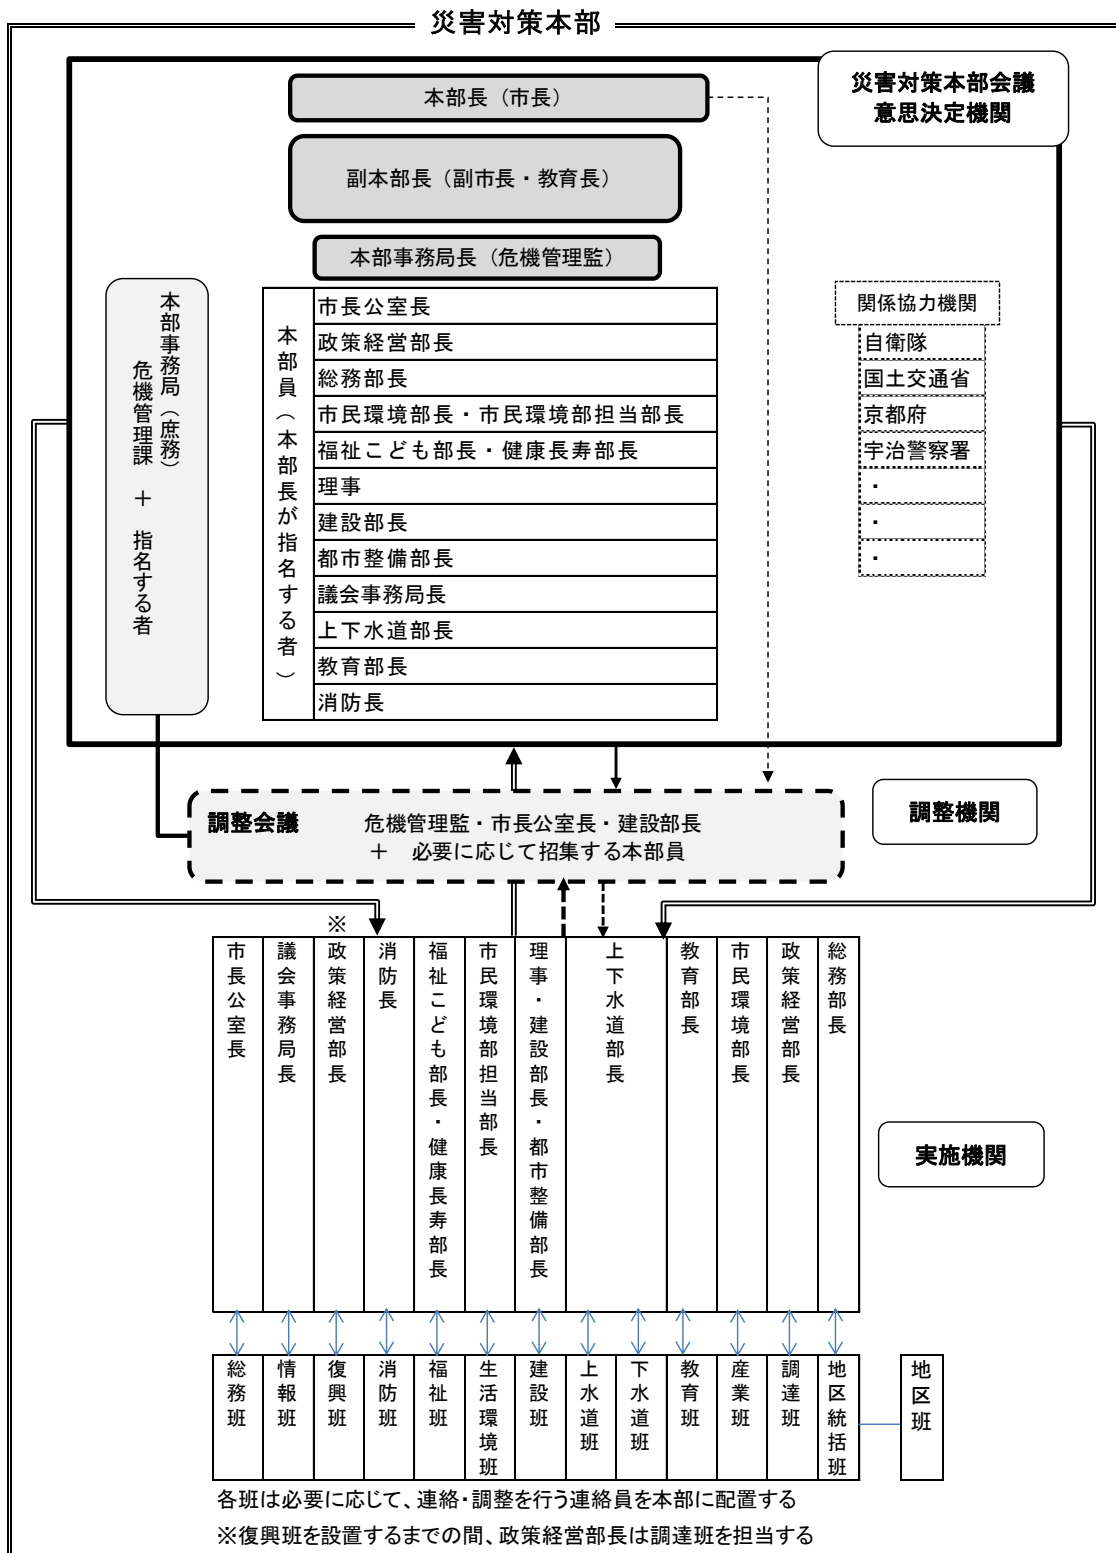 災害対策本部
災害対策本部会議
意思決定機関
本部長（市長）
副本部長（副市長・教育長）
本部事務局長（危機管理監）
本部事務局（庶務）
危機管理課　＋　指名する者
本部員（本部長が指名する者）
市長公室長
政策経営部長
総務部長
市民環境部長・市民環境部担当部長
福祉こども部長・健康長寿部長
理事
建設部長
都市整備部長
議会事務局長
上下水道部長
教育部長
消防長
関係協力機関
自衛隊
国土交通省
京都府
宇治警察署
・
・
・
調整機関
調整会議　危機管理監・市長公室長・建設部長
＋　必要に応じて招集する本部員
※
市長公室長
議会事務局長
政策経営部長
消防長
福祉こども部長・健康長寿部長
市民環境部担当部長
理事・建設部長・都市整備部長
上下水道部長
教育部長
市民環境部長
政策経営部長
総務部長
実施機関
総務班
情報班
復興班
消防班
福祉班
生活環境班
建設班
上水道班
下水道班
教育班
産業班
調達班
地区統括班
地区班
各班は必要に応じて、連絡・調整を行う連絡員を本部に配置する
※復興班を設置するまでの間、政策経営部長は調達班を担当する